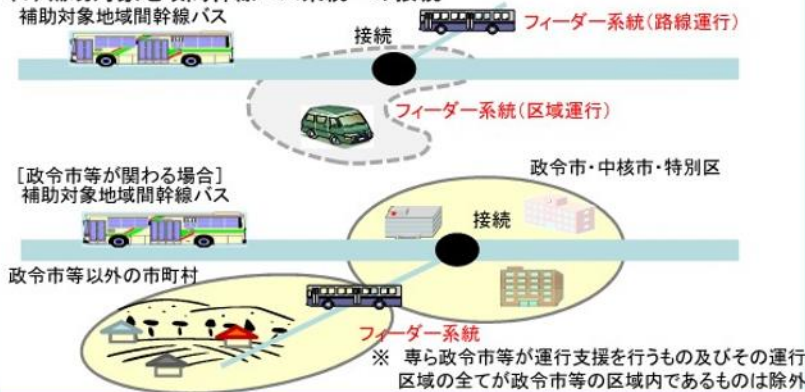 補助対象地域間幹線バス
接続
フィーダー系統(路線運行)
フィーダー系統(区域運行)
[政令市等が関わる場合]
補助対象地域間幹線バス
政令市・中核市・特別区
接続
政令市等以外の市町村
フィーダー系統
※ 専ら政令市等が運行支援を行うもの及びその運行
区域の全てが政令市等の区域内であるものは除外